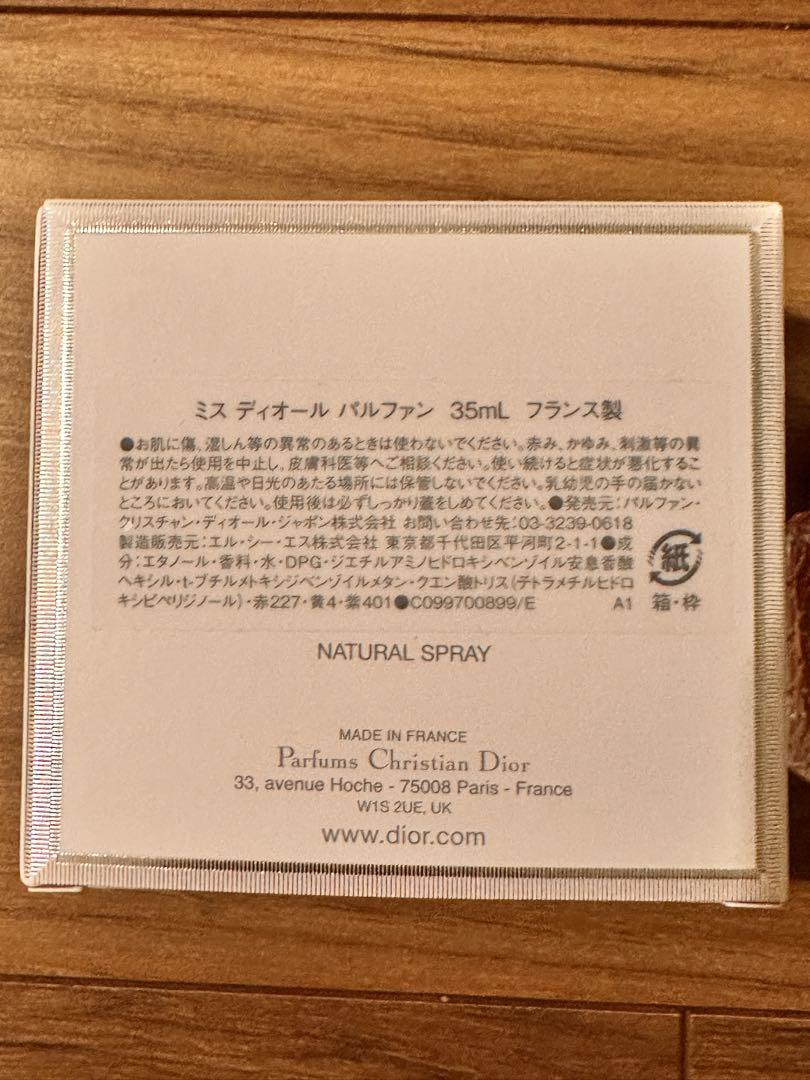 ミス ディオール パルファン 35mL フランス製
●お肌に傷、湿しん等の異常のあるときは使わないでください。赤み、かゆみ、刺激等の異
常が出たら使用を中止し、皮膚科医等へご相談ください。使い続けると症状が悪化するこ
とがあります。高温や日光のあたる場所には保管しないでください。乳幼児の手の届かない
ところにおいてください。使用後は必ずしっかり蓋をしめてください。●発売元:パルファン・
クリスチャン・ディオール・ジャポン株式会社 お問い合わせ先:03-3239-0618
製造販売元:エル・シー・エス株式会社 東京都千代田区平河町2-1-1●成
分:エタノール・香料・水・DPG・ジエチルアミノヒドロキシベンゾイル安息香酸
ヘキシル・t-ブチルメトキシジベンゾイルメタン・クエン酸トリス(テトラメチルヒドロ
キシピペリジノール)・赤227・黄4・紫401●C099700899/E A1
紙
箱・枠
NATURAL SPRAY
MADE IN FRANCE
Parfums Christian Dior
33, avenue Hoche - 75008 Paris - France
W1S 2UE, UK
www.dior.com